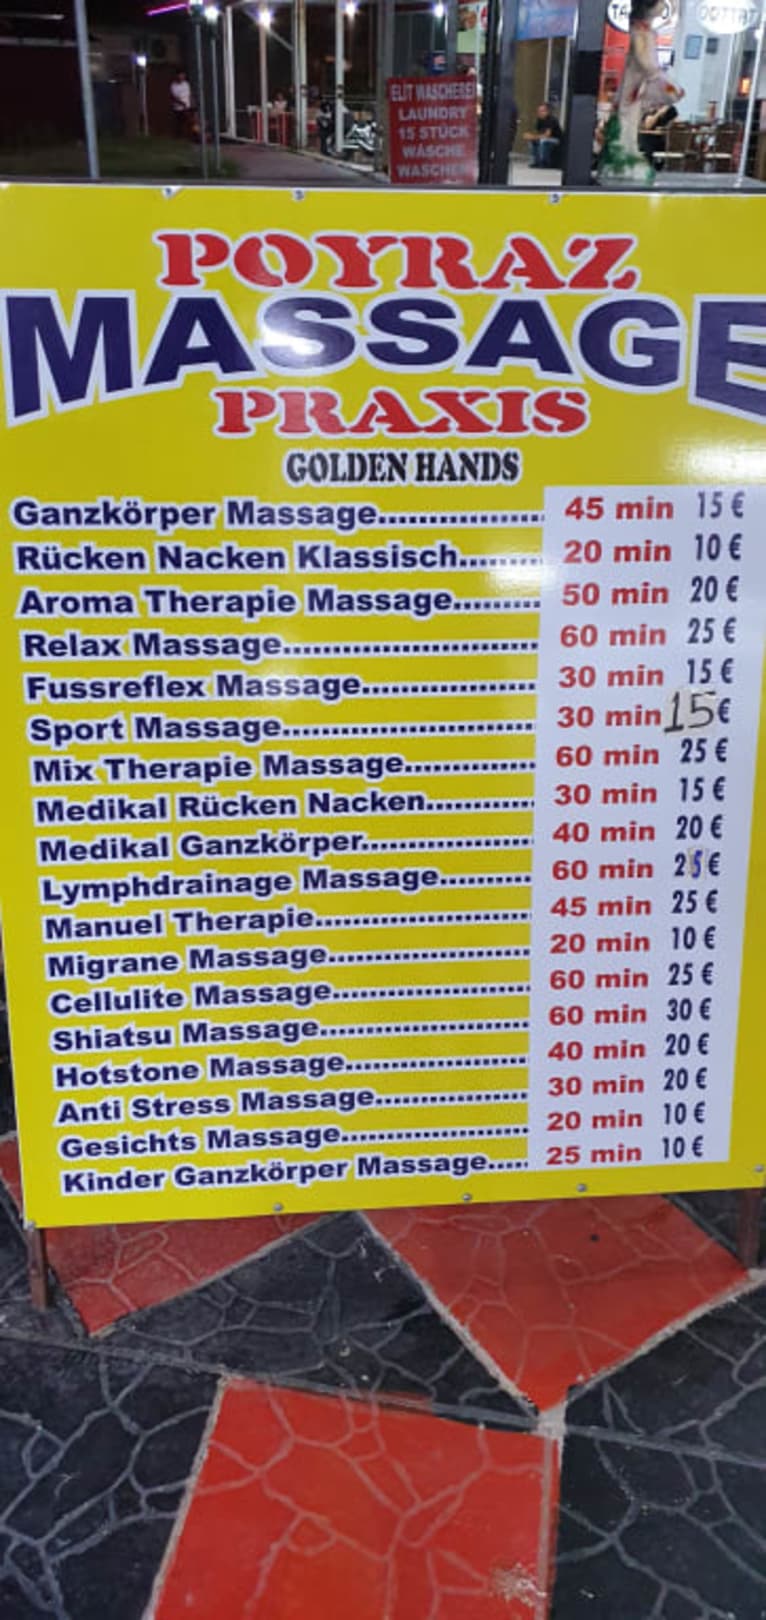 ELİT WASCHEREI
LAUNDRY
15 STÜCK
WÄSCHE
WASCHEN
POYRAZ
MASSAGE
PRAXIS
GOLDEN HANDS
Ganzkörper Massage................. 45 min 15 €
Rücken Nacken Klassisch......... 20 min 10 €
Aroma Therapie Massage......... 50 min 20 €
Relax Massage........................... 60 min 25 €
Fussreflex Massage.................. 30 min 15 €
Sport Massage.......................... 30 min 15 €
Mix Therapie Massage............. 60 min 25 €
Medikal Rücken Nacken........... 30 min 15 €
Medikal Ganzkörper.................. 40 min 20 €
Lymphdrainage Massage......... 60 min 25 €
Manuel Therapie....................... 45 min 25 €
Migrane Massage..................... 20 min 10 €
Cellulite Massage..................... 60 min 25 €
Shiatsu Massage...................... 60 min 30 €
Hotstone Massage................... 40 min 20 €
Anti Stress Massage................ 30 min 20 €
Gesichts Massage.................... 20 min 10 €
Kinder Ganzkörper Massage..... 25 min 10 €